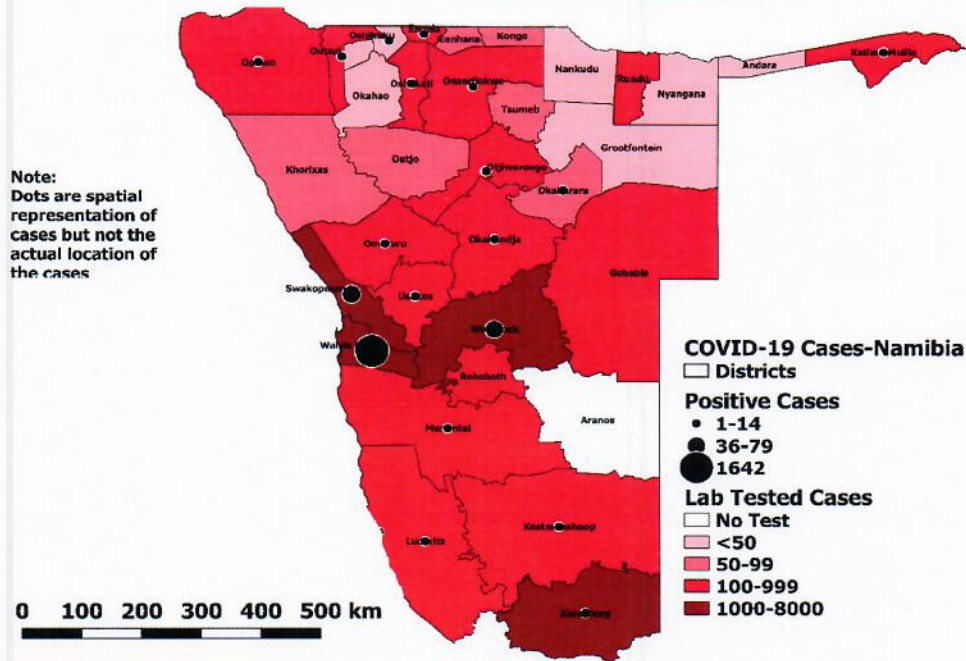 Engela
Eenhana
Kongo
Oshikuku
Outapi
Opuwo
Katima Mulilo
Andara
Nankudu
Rundu
Nyangana
Okahao
Oshakati
Onandjokwe
Tsumeb
Grootfontein
Outjo
Khorixas
Otjiwarongo
Okakarara
Note:
Dots are spatial
representation of
cases but not the
actual location of
the cases
Omaruru
Okahandja
Gobabis
Usakos
Rehoboth
Aranos
Mariental
Keetmanshoop
Luderitz
Karasburg
COVID-19 Cases-Namibia
Districts
Positive Cases
1-14
36-79
1642
Lab Tested Cases
No Test
<50
50-99
100-999
1000-8000
0 100 200 300 400 500 km